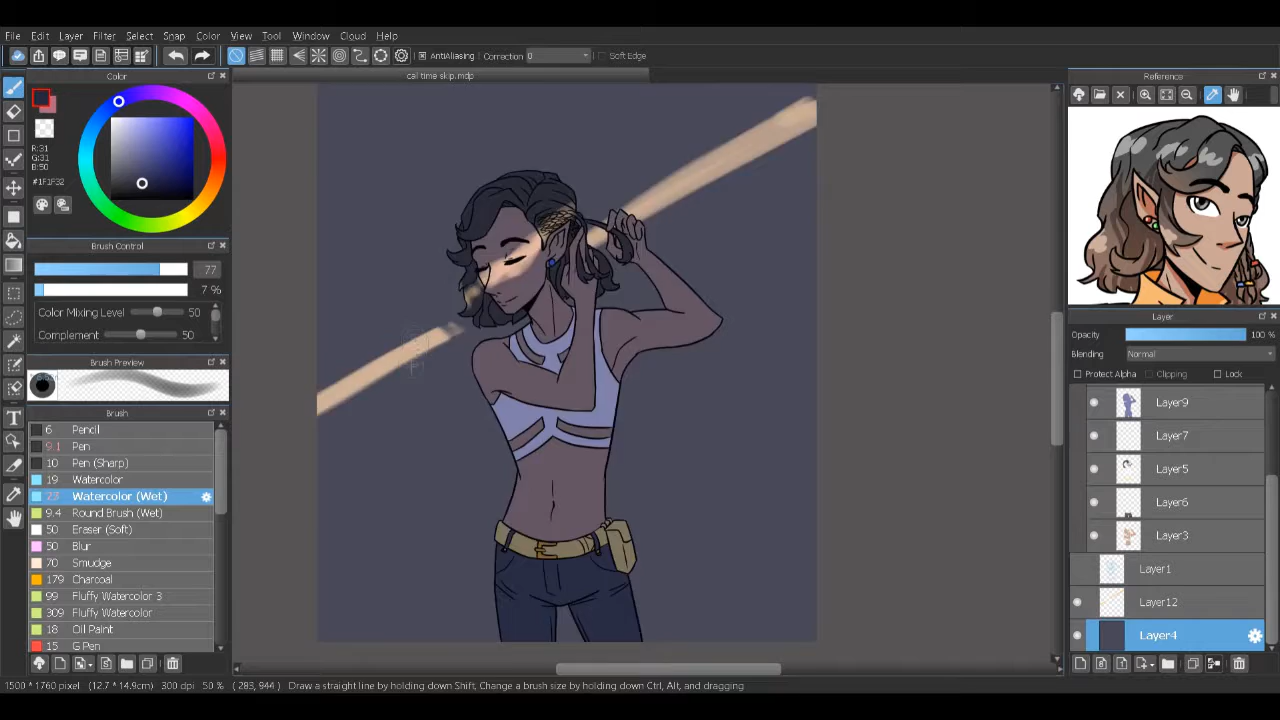 File Edit Layer Filter Select Snap Color View Tool Window Cloud Help
AntiAliasing Correction 0 Soft Edge
Color
cal time skip.mdp
Reference
R:31
G:31
B:50
#1F1F32
Brush Control
77
7 %
Color Mixing Level 50
Complement 50
Brush Preview
Brush
6 Pencil
9.1 Pen
10 Pen (Sharp)
19 Watercolor
23 Watercolor (Wet)
9.4 Round Brush (Wet)
50 Eraser (Soft)
50 Blur
70 Smudge
179 Charcoal
99 Fluffy Watercolor 3
309 Fluffy Watercolor
18 Oil Paint
15 G Pen
Layer
Opacity 100 %
Blending Normal
Protect Alpha Clipping Lock
Layer9
Layer7
Layer5
Layer6
Layer3
Layer1
Layer12
Layer4
1500 * 1760 pixel (12.7 * 14.9cm) 300 dpi 50 % ( 283, 944 ) Draw a straight line by holding down Shift, Change a brush size by holding down Ctrl, Alt, and dragging